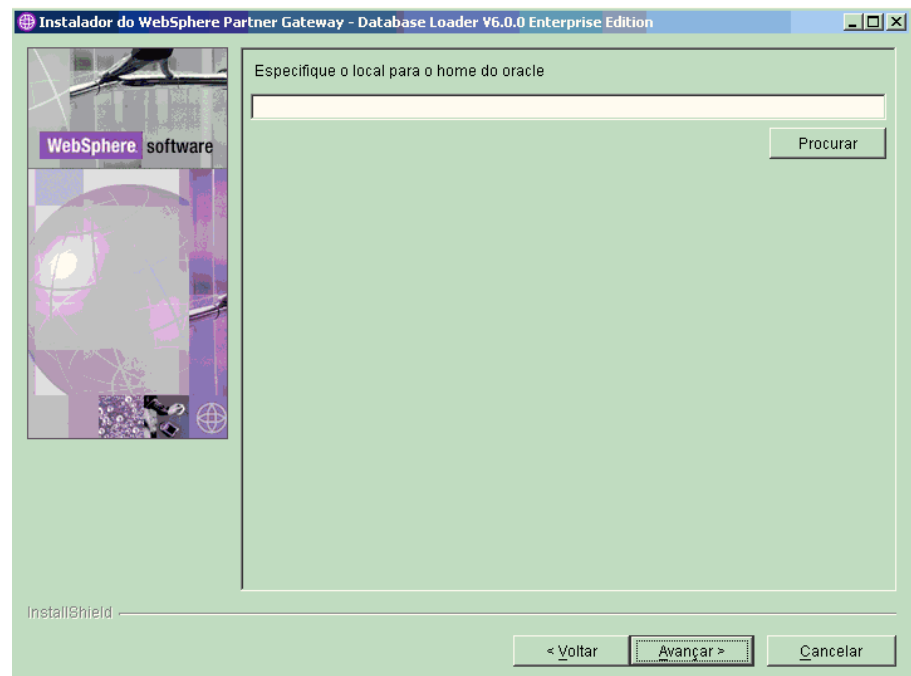 Instalador do WebSphere Partner Gateway - Database Loader V6.0.0 Enterprise Edition
Especifique o local para o home do oracle
Procurar
WebSphere software
InstallShield
< Voltar
Avançar >
Cancelar